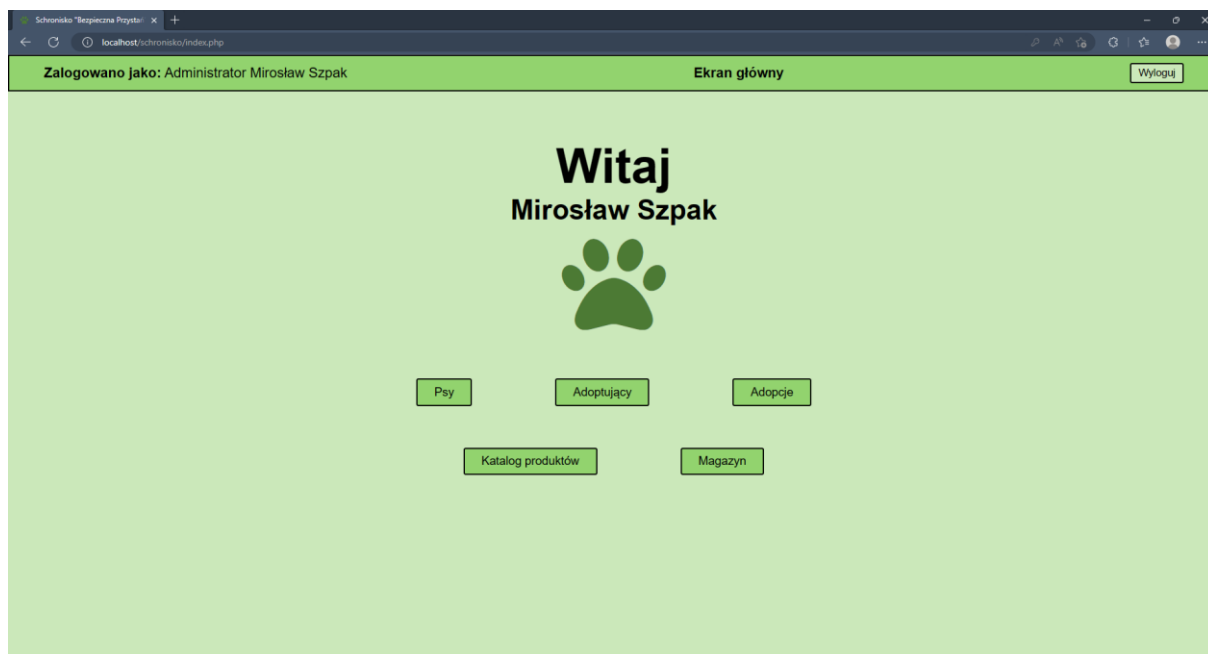 Schronisko "Bezpieczna Przystań"
localhost/schronisko/index.php
Zalogowano jako: Administrator Mirosław Szpak Ekran główny Wyloguj
Witaj
Mirosław Szpak
Psy Adoptujący Adopcje
Katalog produktów Magazyn